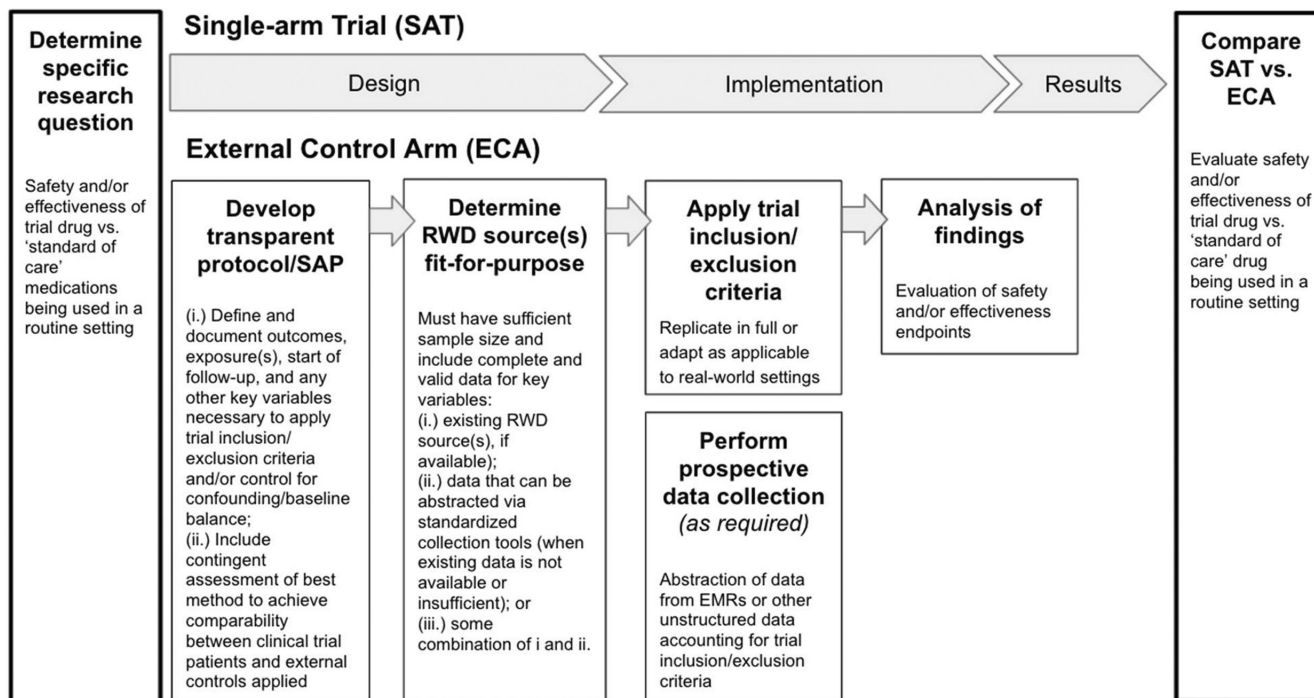 Determine
specific
research
question
Safety and/or
effectiveness of
trial drug vs.
‘standard of
care’
medications
being used in a
routine setting
Single-arm Trial (SAT)
Design
Implementation
Results
External Control Arm (ECA)
Develop
transparent
protocol/SAP
(i.) Define and
document outcomes,
exposure(s), start of
follow-up, and any
other key variables
necessary to apply
trial inclusion/
exclusion criteria
and/or control for
confounding/baseline
balance;
(ii.) Include
contingent
assessment of best
method to achieve
comparability
between clinical trial
patients and external
controls applied
Determine
RWD source(s)
fit-for-purpose
Must have sufficient
sample size and
include complete and
valid data for key
variables:
(i.) existing RWD
source(s), if
available);
(ii.) data that can be
abstracted via
standardized
collection tools (when
existing data is not
available or
insufficient); or
(iii.) some
combination of i and ii.
Apply trial
inclusion/
exclusion
criteria
Replicate in full or
adapt as applicable
to real-world settings
Perform
prospective
data collection
(as required)
Abstraction of data
from EMRs or other
unstructured data
accounting for trial
inclusion/exclusion
criteria
Analysis of
findings
Evaluation of safety
and/or effectiveness
endpoints
Compare
SAT vs.
ECA
Evaluate safety
and/or
effectiveness of
trial drug vs.
‘standard of
care’ drug
being used in a
routine setting